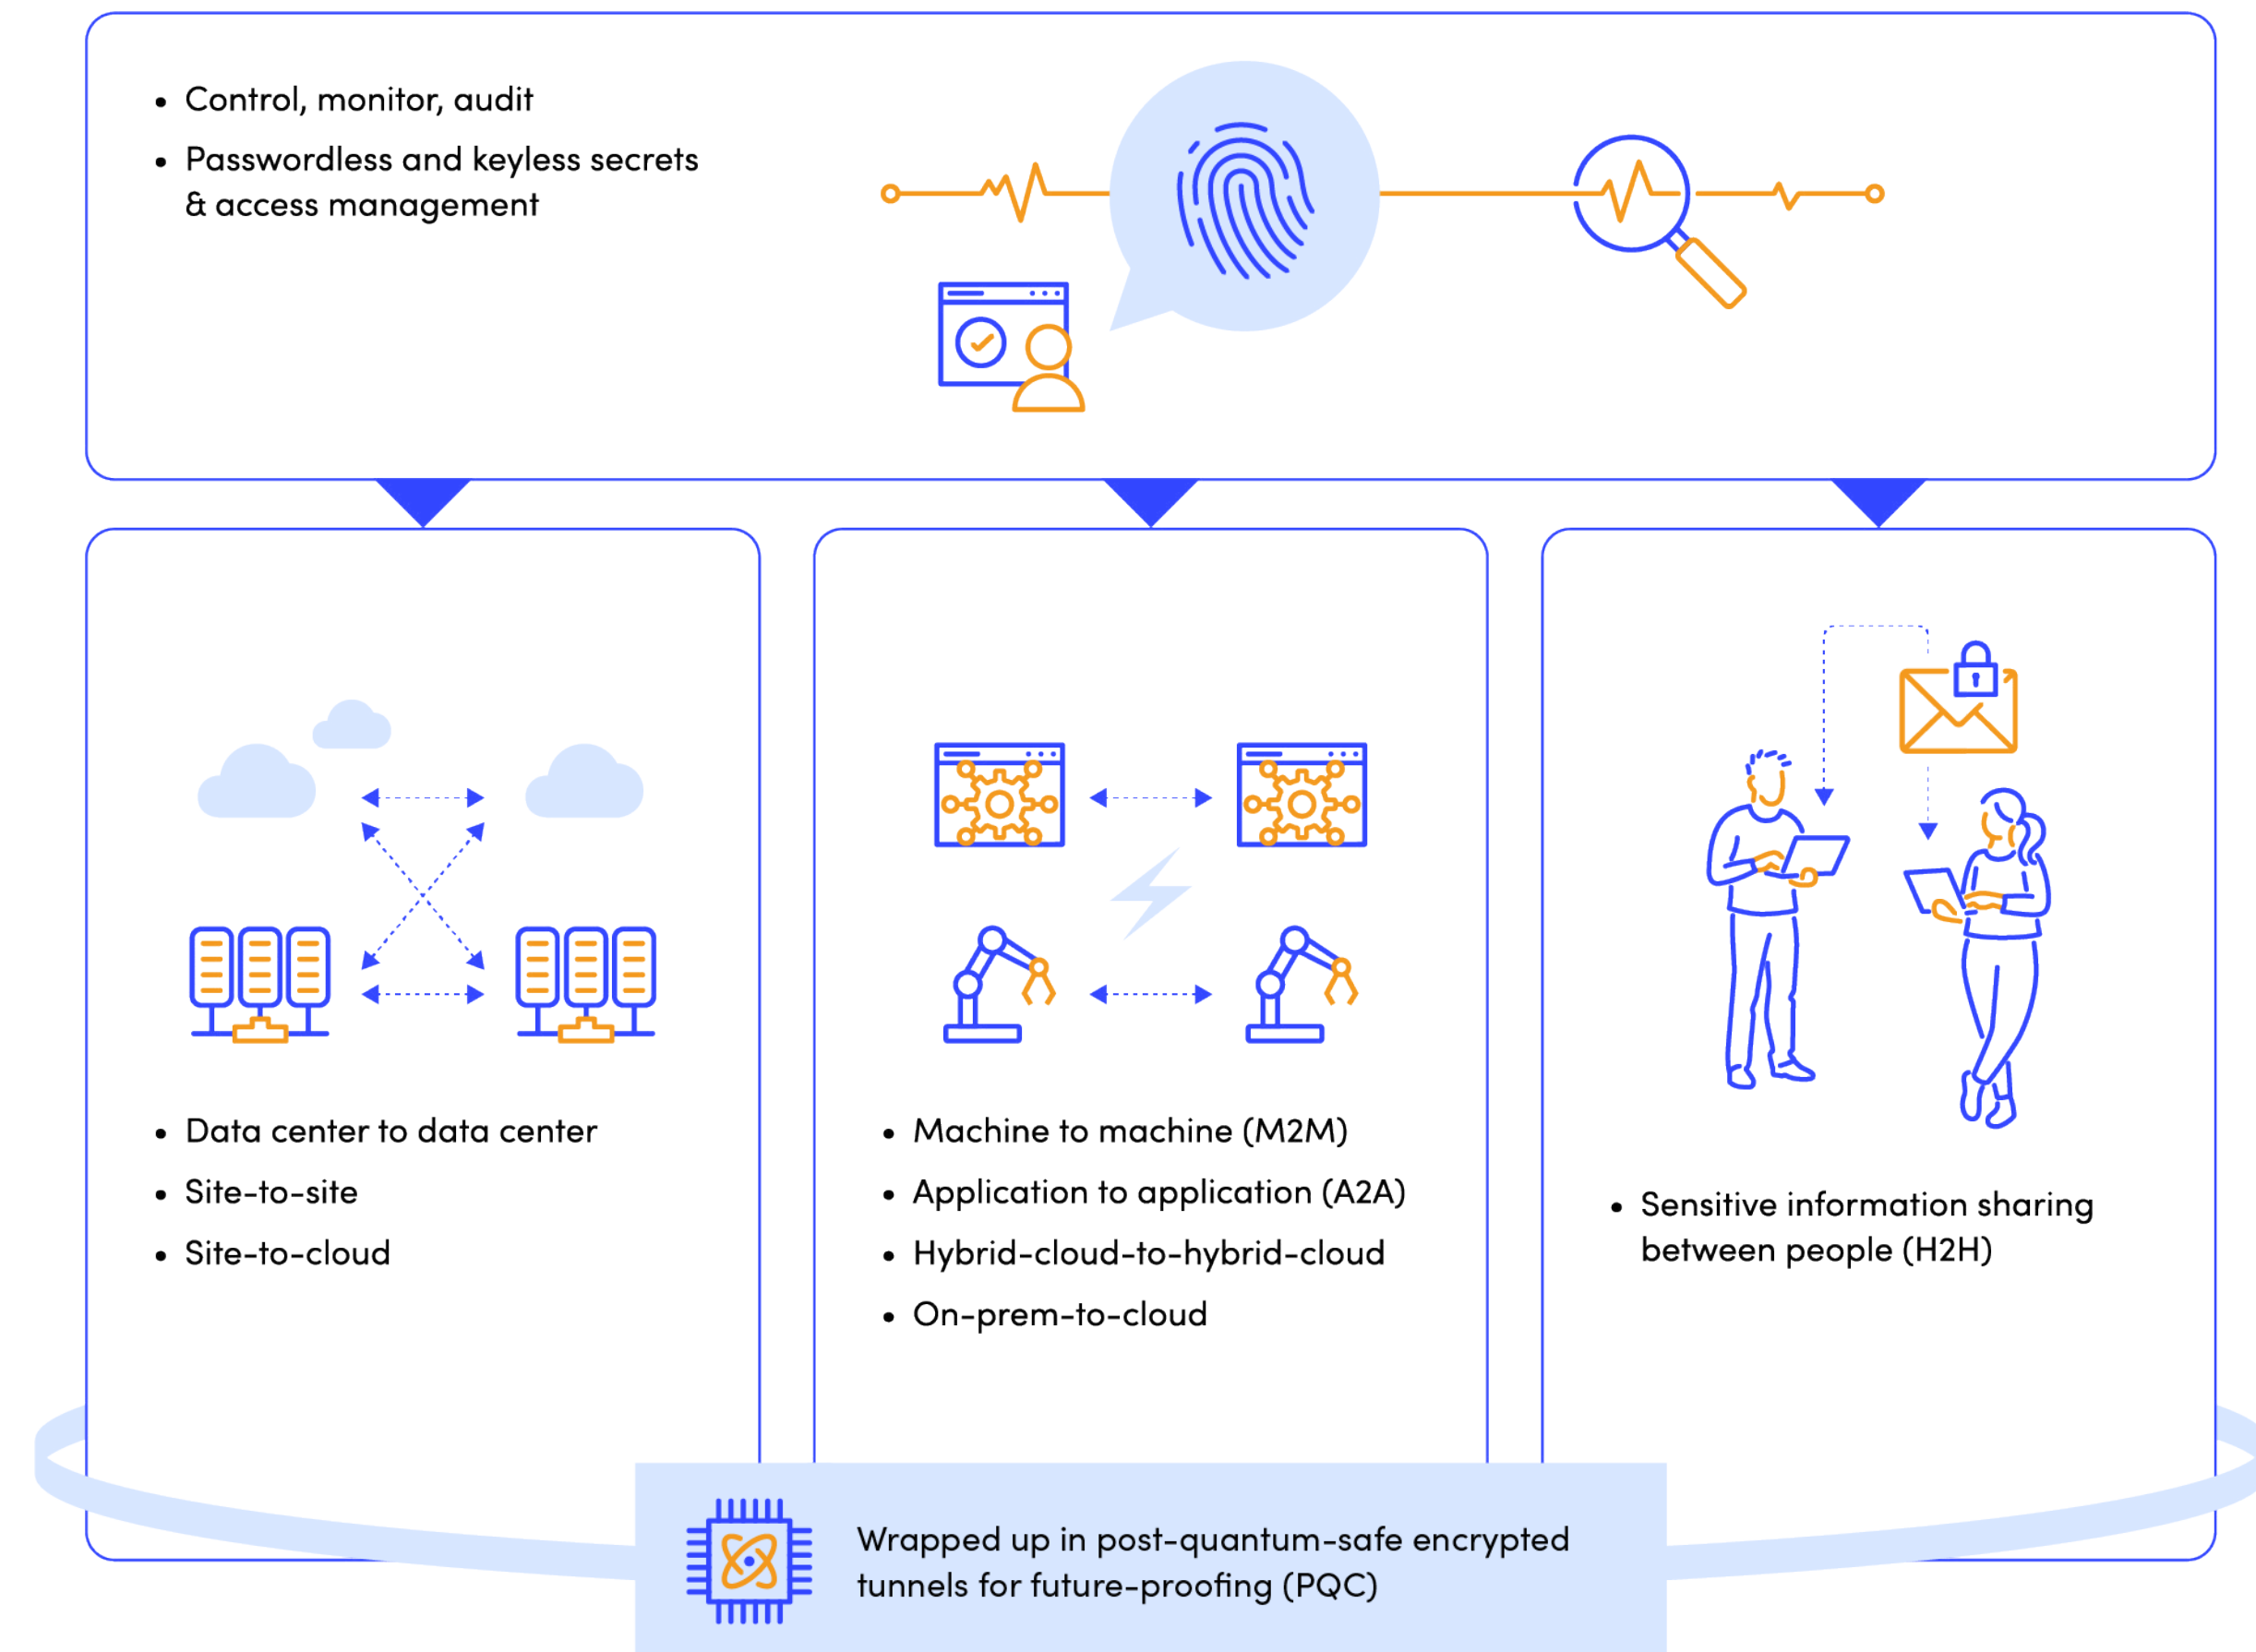 • Control, monitor, audit
• Passwordless and keyless secrets
& access management
• Data center to data center
• Site-to-site
• Site-to-cloud
• Machine to machine (M2M)
• Application to application (A2A)
• Hybrid-cloud-to-hybrid-cloud
• On-prem-to-cloud
• Sensitive information sharing
between people (H2H)
Wrapped up in post-quantum-safe encrypted
tunnels for future-proofing (PQC)